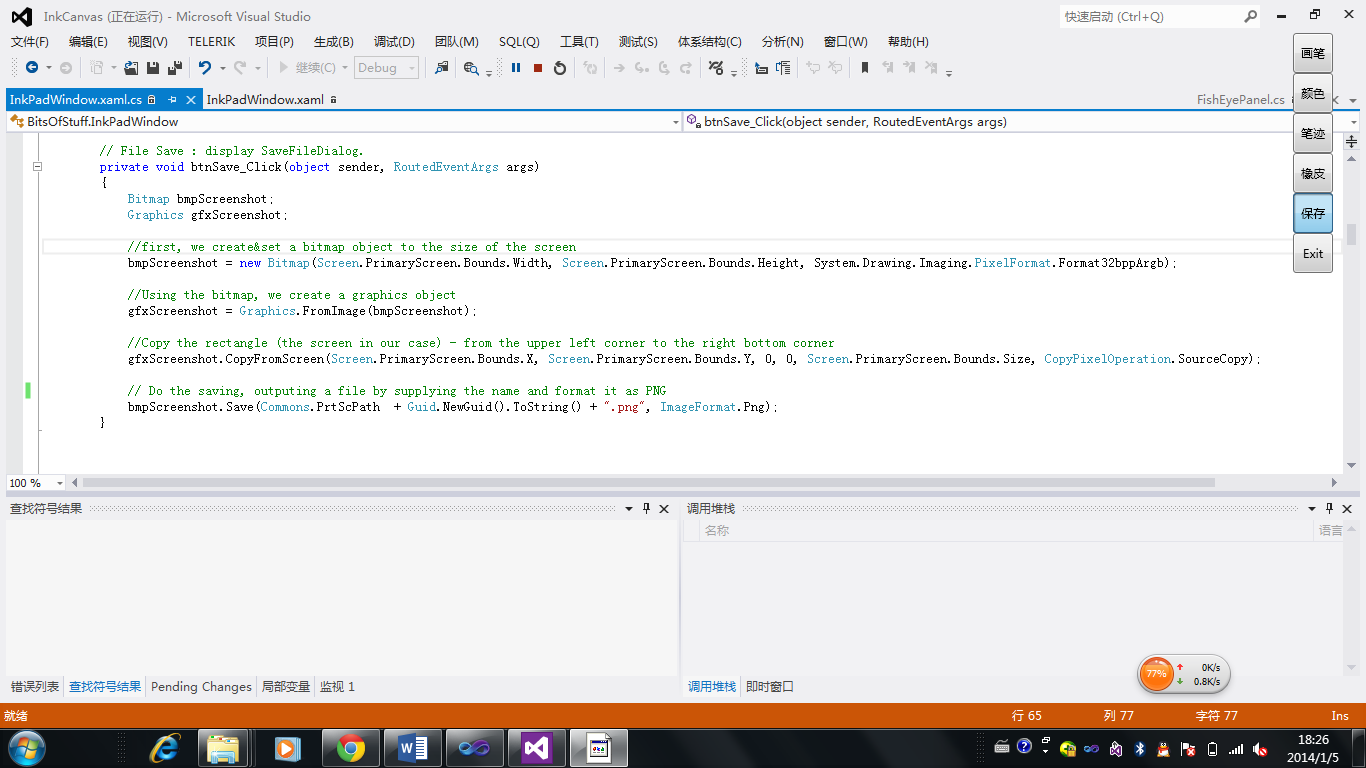 InkCanvas (正在运行) - Microsoft Visual Studio
快速启动 (Ctrl+Q)
文件(F) 编辑(E) 视图(V) TELERIK 项目(P) 生成(B) 调试(D) 团队(M) SQL(Q) 工具(T) 测试(S) 体系结构(C) 分析(N) 窗口(W) 帮助(H)
继续(C) Debug
画笔
颜色
笔迹
橡皮
保存
Exit
InkPadWindow.xaml.cs InkPadWindow.xaml FishEyePanel.cs
BitsOfStuff.InkPadWindow btnSave_Click(object sender, RoutedEventArgs args)
// File Save : display SaveFileDialog.
private void btnSave_Click(object sender, RoutedEventArgs args)
{
Bitmap bmpScreenshot;
Graphics gfxScreenshot;
//first, we create&set a bitmap object to the size of the screen
bmpScreenshot = new Bitmap(Screen.PrimaryScreen.Bounds.Width, Screen.PrimaryScreen.Bounds.Height, System.Drawing.Imaging.PixelFormat.Format32bppArgb);
//Using the bitmap, we create a graphics object
gfxScreenshot = Graphics.FromImage(bmpScreenshot);
//Copy the rectangle (the screen in our case) - from the upper left corner to the right bottom corner
gfxScreenshot.CopyFromScreen(Screen.PrimaryScreen.Bounds.X, Screen.PrimaryScreen.Bounds.Y, 0, 0, Screen.PrimaryScreen.Bounds.Size, CopyPixelOperation.SourceCopy);
// Do the saving, outputing a file by supplying the name and format it as PNG
bmpScreenshot.Save(Commons.PrtScPath  + Guid.NewGuid().ToString() + ".png", ImageFormat.Png);
}
100 %
查找符号结果 调用堆栈
名称 语言
77% 0K/s
0.8K/s
错误列表 查找符号结果 Pending Changes 局部变量 监视 1 调用堆栈 即时窗口
就绪 行 65 列 77 字符 77 Ins
18:26
2014/1/5